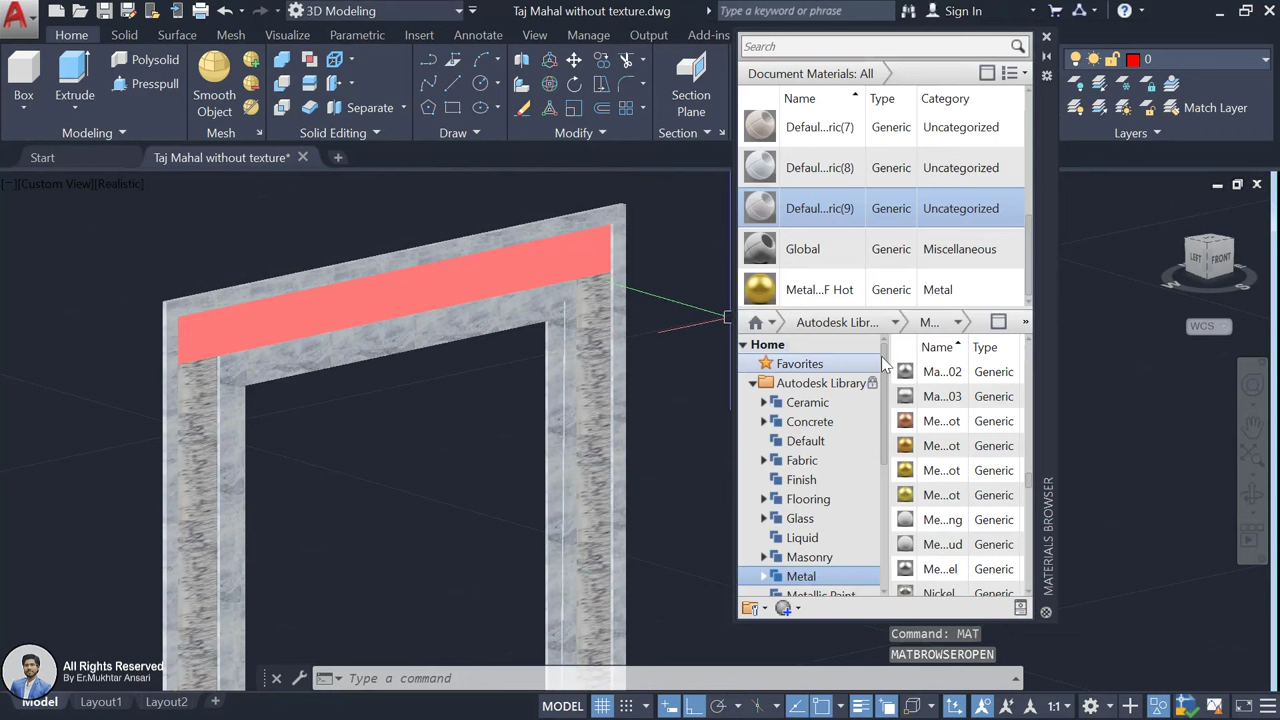 3D Modeling
Taj Mahal without texture.dwg
Type a keyword or phrase
Sign In
Home Solid Surface Mesh Visualize Parametric Insert Annotate View Manage Output Add-ins
Box
Extrude
Polysolid
Presspull
Smooth
Object
Separate
Section
Plane
0
Match Layer
Modeling
Mesh
Solid Editing
Draw
Modify
Section
Layers
Start
Taj Mahal without texture*
[−][Custom View][Realistic]
Search
Document Materials: All
Name Type Category
Defaul...ric(7) Generic Uncategorized
Defaul...ric(8) Generic Uncategorized
Defaul...ric(9) Generic Uncategorized
Global Generic Miscellaneous
Metal...F Hot Generic Metal
Autodesk Libr... M... »
Home
Favorites
Autodesk Library
Ceramic
Concrete
Default
Fabric
Finish
Flooring
Glass
Liquid
Masonry
Metal
Metallic Paint
Name Type
Ma...02 Generic
Ma...03 Generic
Me...ot Generic
Me...ot Generic
Me...ot Generic
Me...ot Generic
Me...ng Generic
Me...ud Generic
Me...el Generic
Nickel Generic
MATERIALS BROWSER
LEFT FRONT
WCS
Command: MAT
MATBROWSEROPEN
Type a command
All Rights Reserved
By Er.Mukhtar Ansari
Model Layout1 Layout2 +
MODEL
1:1